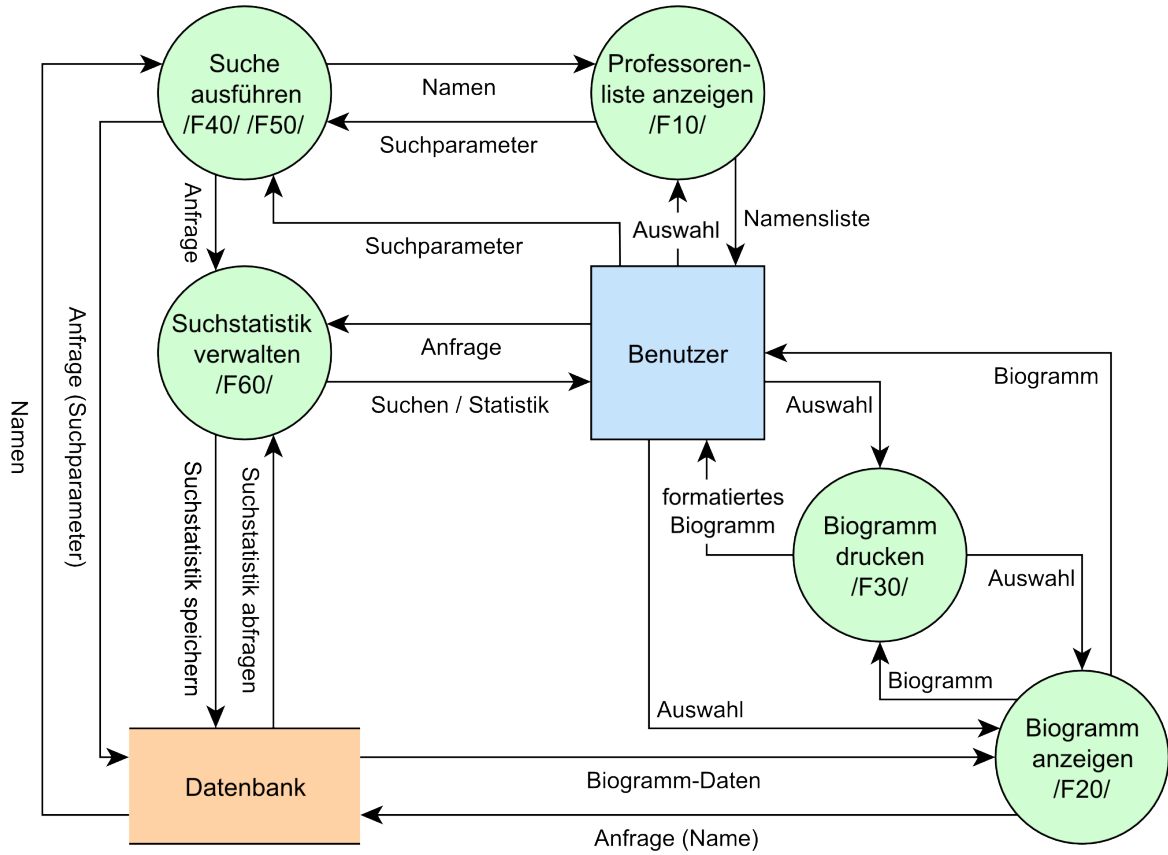 Suche
ausführen
/F40/ /F50/
Namen
Professoren-
liste anzeigen
/F10/
Suchparameter
Anfrage
Suchparameter
Auswahl
Namensliste
Suchstatistik
verwalten
/F60/
Anfrage
Suchen / Statistik
Benutzer
Biogramm
Auswahl
Namen
Anfrage (Suchparameter)
Suchstatistik speichern
Suchstatistik abfragen
formatiertes
Biogramm
Biogramm
drucken
/F30/
Auswahl
Biogramm
Auswahl
Biogramm
anzeigen
/F20/
Datenbank
Biogramm-Daten
Anfrage (Name)